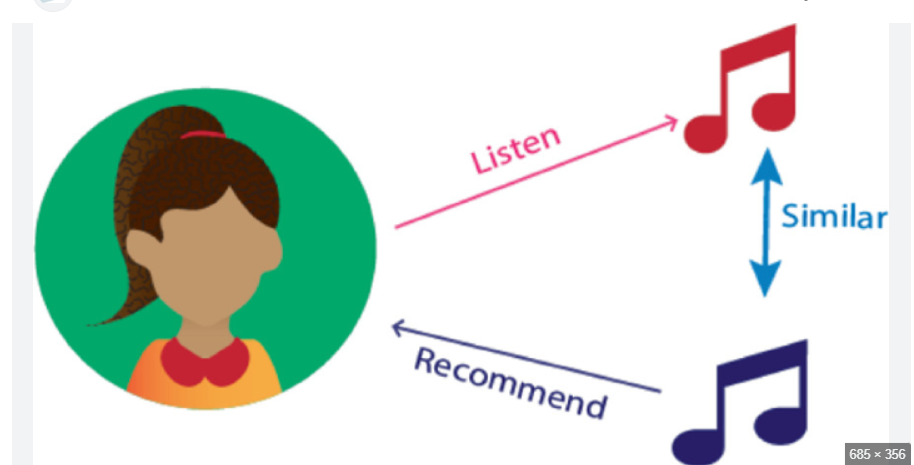 Listen
Similar
Recommend
685 × 356